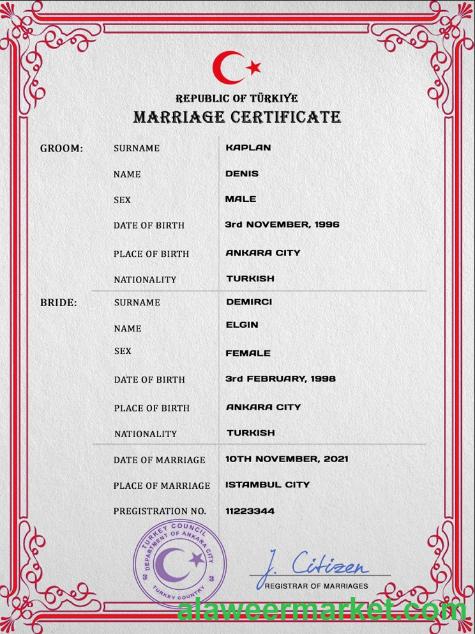 REPUBLIC OF TÜRKIYE
MARRIAGE CERTIFICATE
GROOM: SURNAME KAPLAN
NAME DENIS
SEX MALE
DATE OF BIRTH 3rd NOVEMBER, 1996
PLACE OF BIRTH ANKARA CITY
NATIONALITY TURKISH
BRIDE: SURNAME DEMIRCI
NAME ELGIN
SEX FEMALE
DATE OF BIRTH 3rd FEBRUARY, 1998
PLACE OF BIRTH ANKARA CITY
NATIONALITY TURKISH
DATE OF MARRIAGE 10TH NOVEMBER, 2021
PLACE OF MARRIAGE ISTAMBUL CITY
PREGISTRATION NO. 11223344
TURKEY COUNCIL
DEPARTMENT OF ANKARA CITY
TURKEY COUNTRY
J. Citizen
REGISTRAR OF MARRIAGES
alaweermarket.com